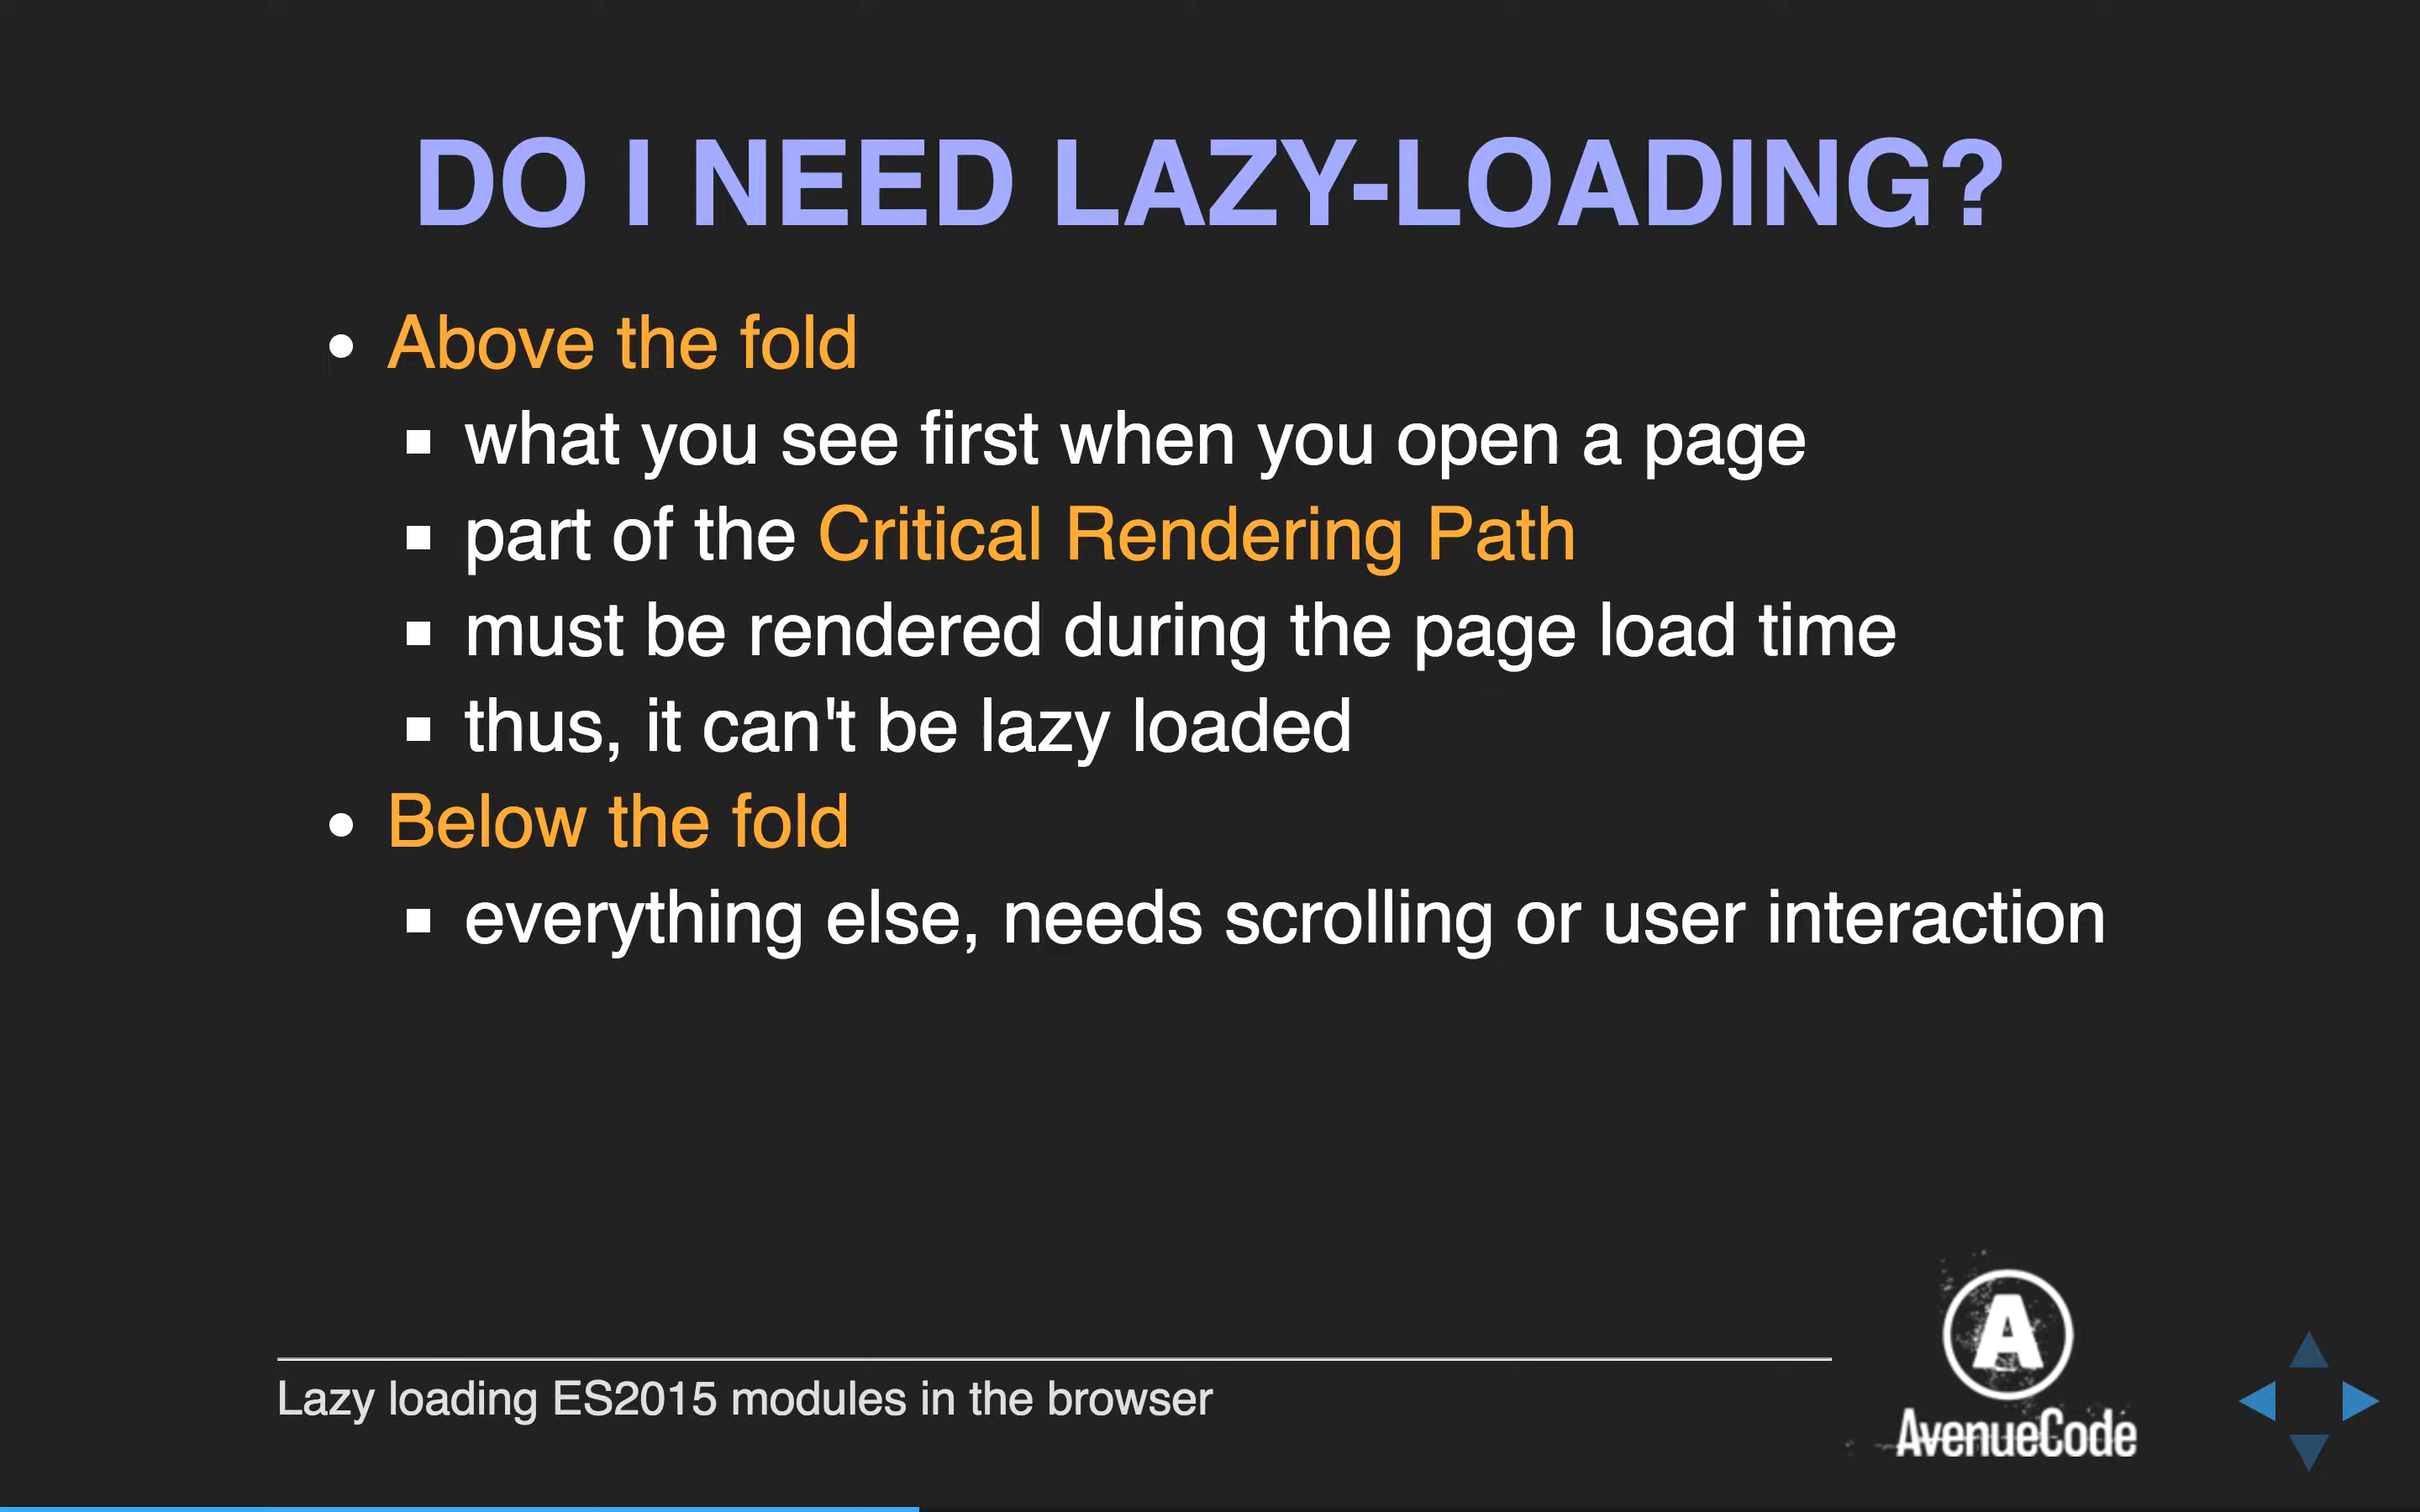 DO I NEED LAZY-LOADING?
Above the fold
what you see first when you open a page
part of the Critical Rendering Path
must be rendered during the page load time
thus, it can't be lazy loaded
Below the fold
everything else, needs scrolling or user interaction
Lazy loading ES2015 modules in the browser
A
AvenueCode